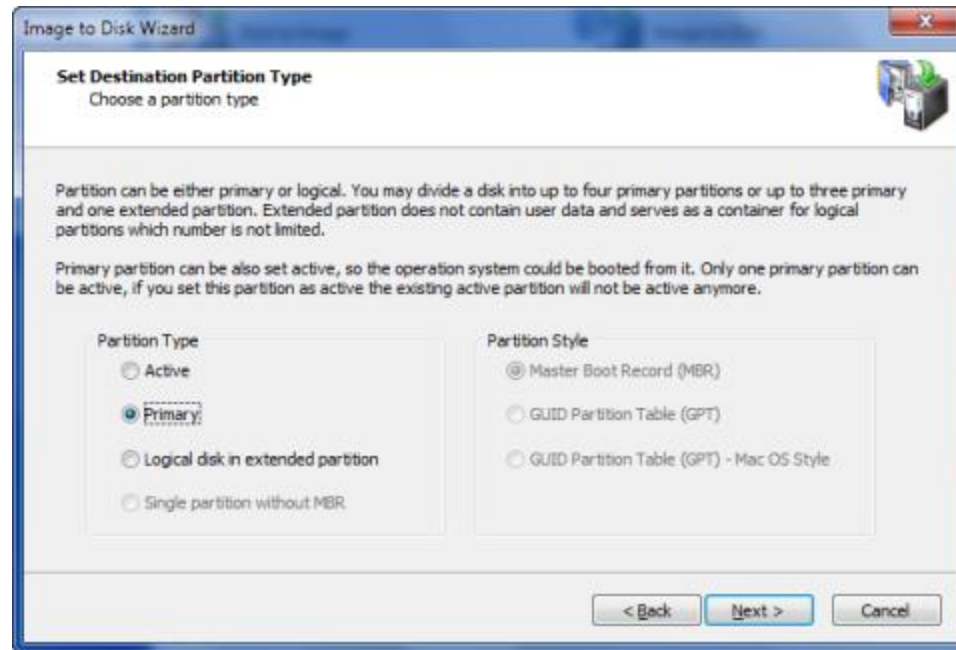 Image to Disk Wizard
Set Destination Partition Type
Choose a partition type
Partition can be either primary or logical. You may divide a disk into up to four primary partitions or up to three primary
and one extended partition. Extended partition does not contain user data and serves as a container for logical
partitions which number is not limited.
Primary partition can be also set active, so the operation system could be booted from it. Only one primary partition can
be active, if you set this partition as active the existing active partition will not be active anymore.
Partition Type
Active
Primary
Logical disk in extended partition
Single partition without MBR
Partition Style
Master Boot Record (MBR)
GUID Partition Table (GPT)
GUID Partition Table (GPT) - Mac OS Style
< Back
Next >
Cancel